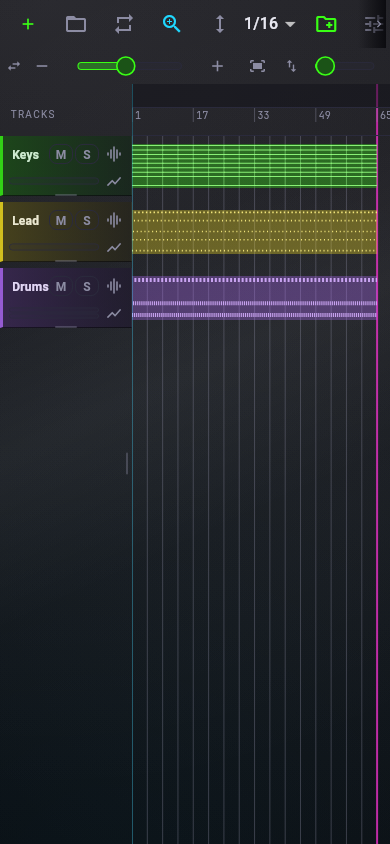 1/16
TRACKS
1 17 33 49 65
Keys M S
Lead M S
Drums M S